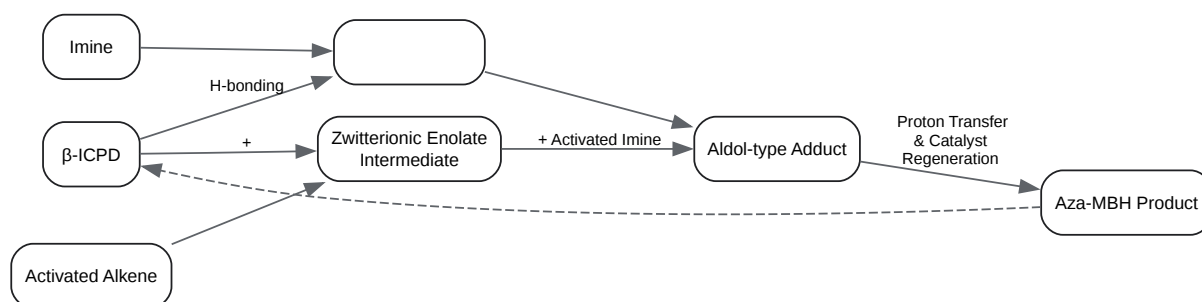 Imine
H-bonding
β-ICPD
+
Zwitterionic Enolate
Intermediate
+ Activated Imine
Aldol-type Adduct
Proton Transfer
& Catalyst
Regeneration
Aza-MBH Product
Activated Alkene